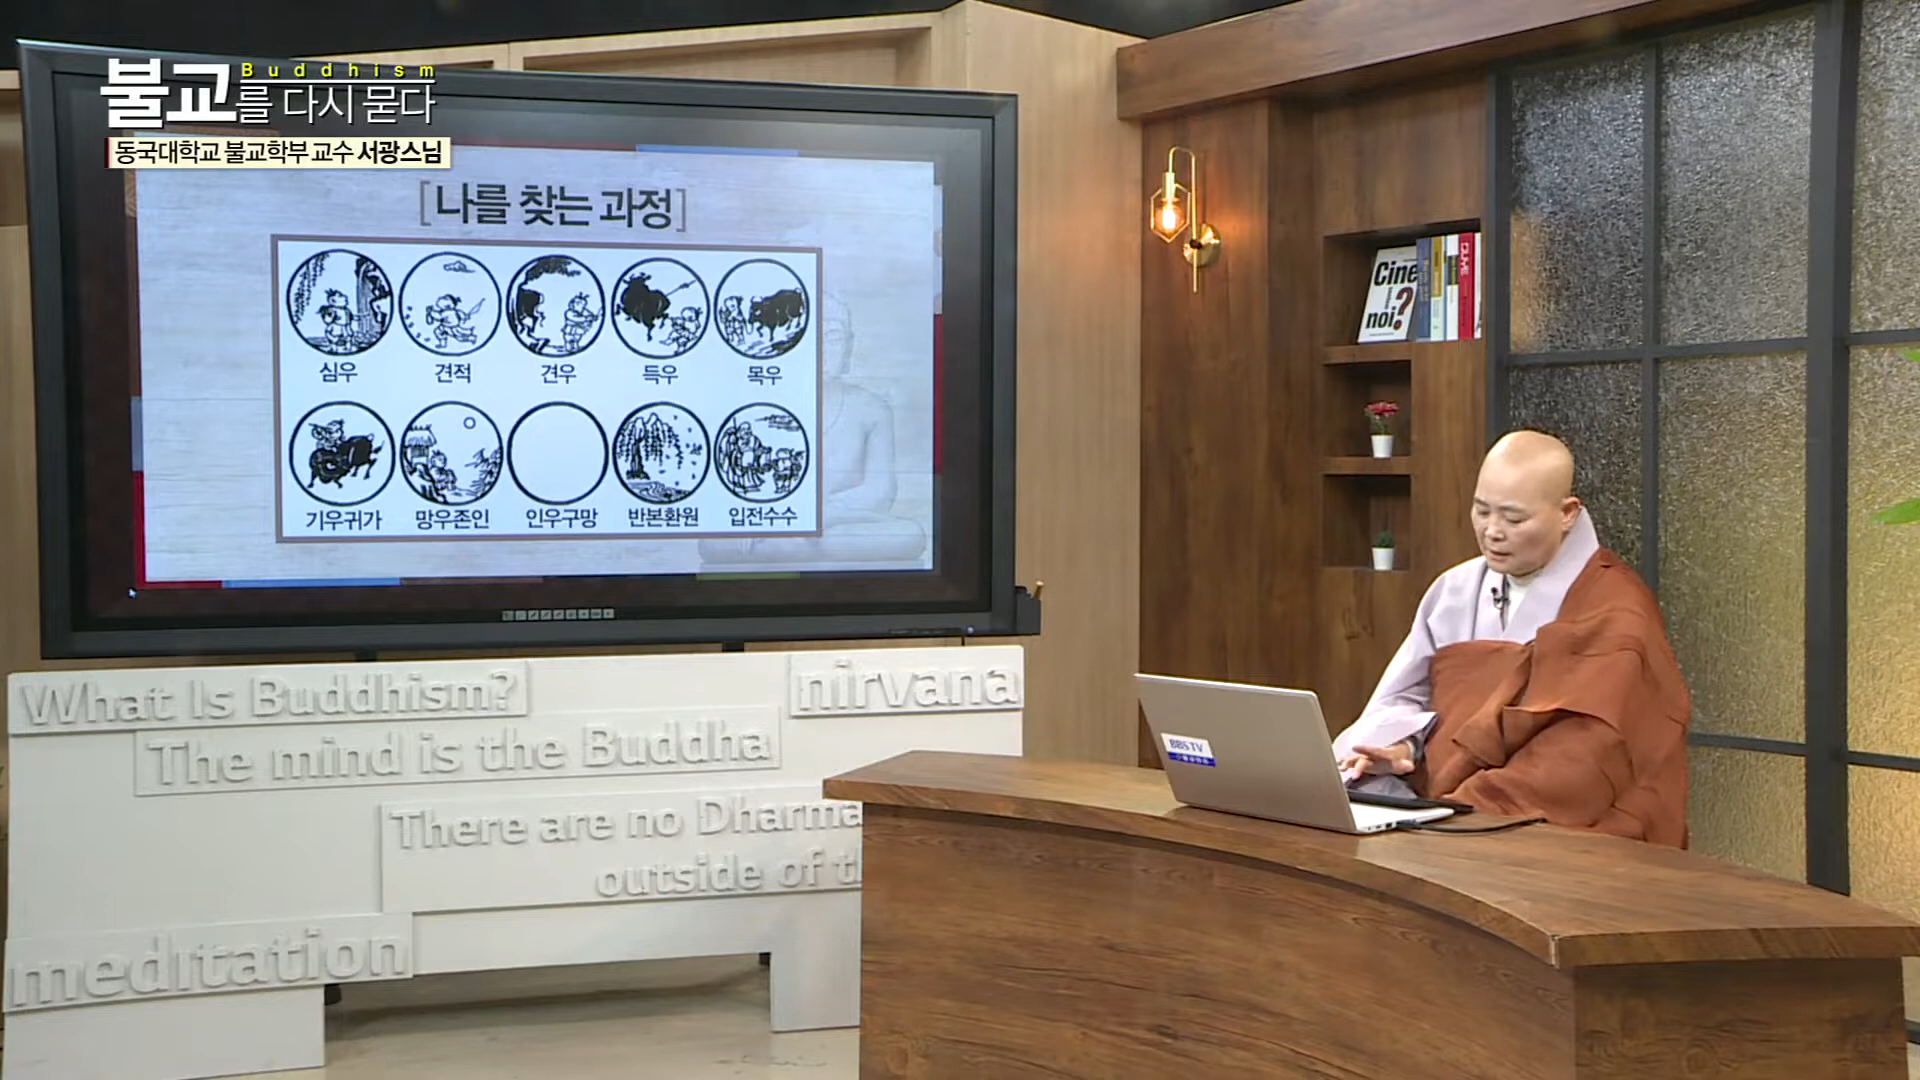 Buddhism
불교를 다시 묻다
동국대학교 불교학부 교수 서광스님
[나를 찾는 과정]
심우 견적 견우 득우 목우
기우귀가 망우존인 인우구망 반본환원 입전수수
What Is Buddhism?
nirvana
The mind is the Buddha
There are no Dharma
outside of
meditation
Cine
noi?
BBS TV